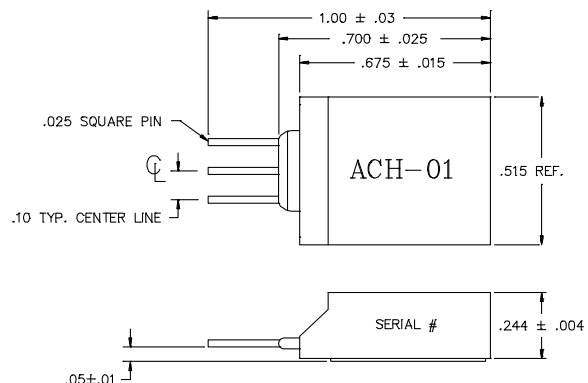 1.00 ± .03
.700 ± .025
.675 ± .015
.025 SQUARE PIN
CL
ACH-01
.515 REF.
.10 TYP. CENTER LINE
SERIAL #
.244 ± .004
.05±.01